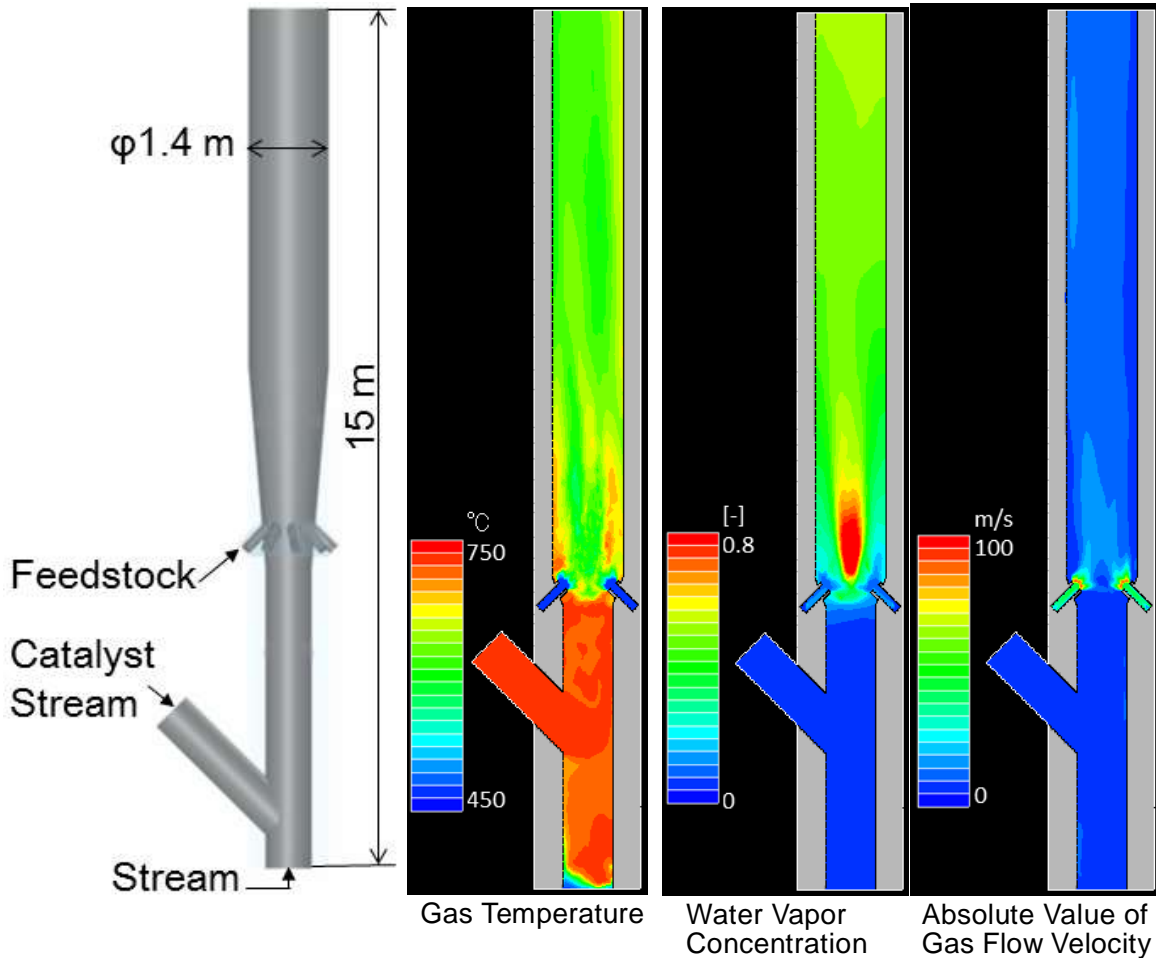 φ1.4 m
15 m
Feedstock
Catalyst
Stream
Stream
℃
750
450
Gas Temperature
[-]
0.8
0
Water Vapor
Concentration
m/s
100
0
Absolute Value of
Gas Flow Velocity